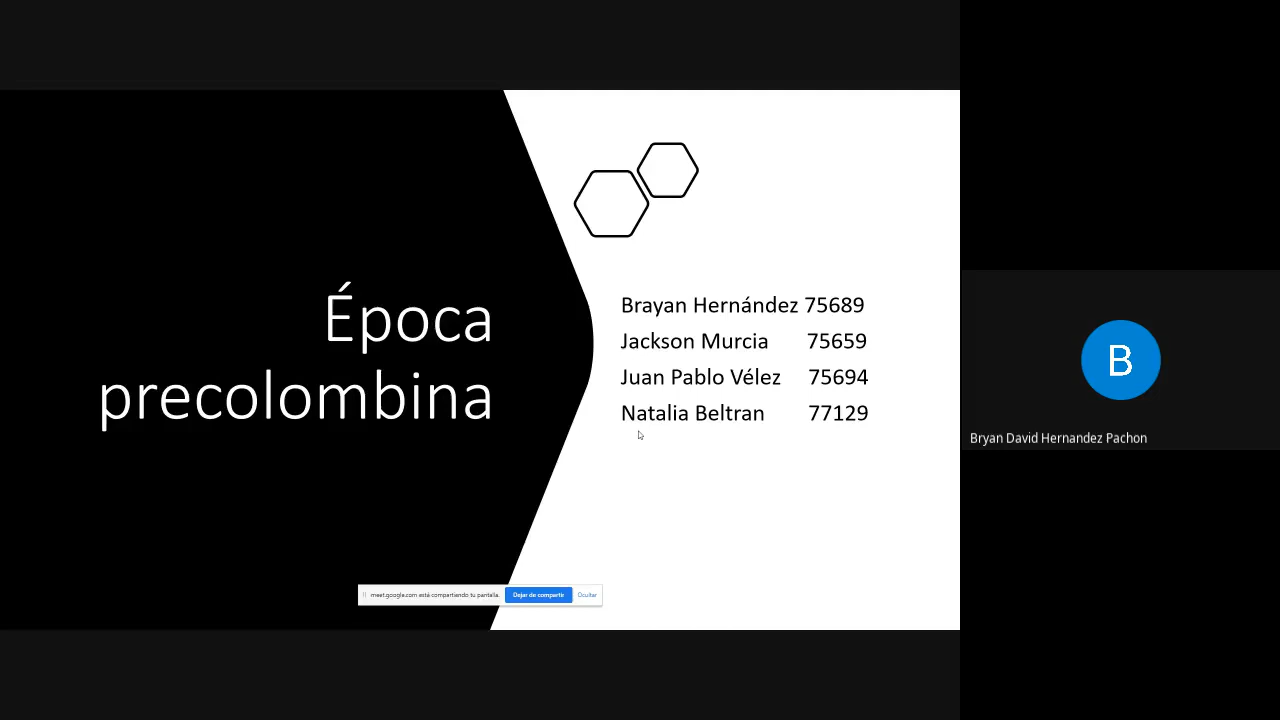 Época
precolombina
Brayan Hernández 75689
Jackson Murcia 75659
Juan Pablo Vélez 75694
Natalia Beltran 77129
B
Bryan David Hernandez Pachon
meet.google.com está compartiendo tu pantalla. Dejar de compartir Ocultar